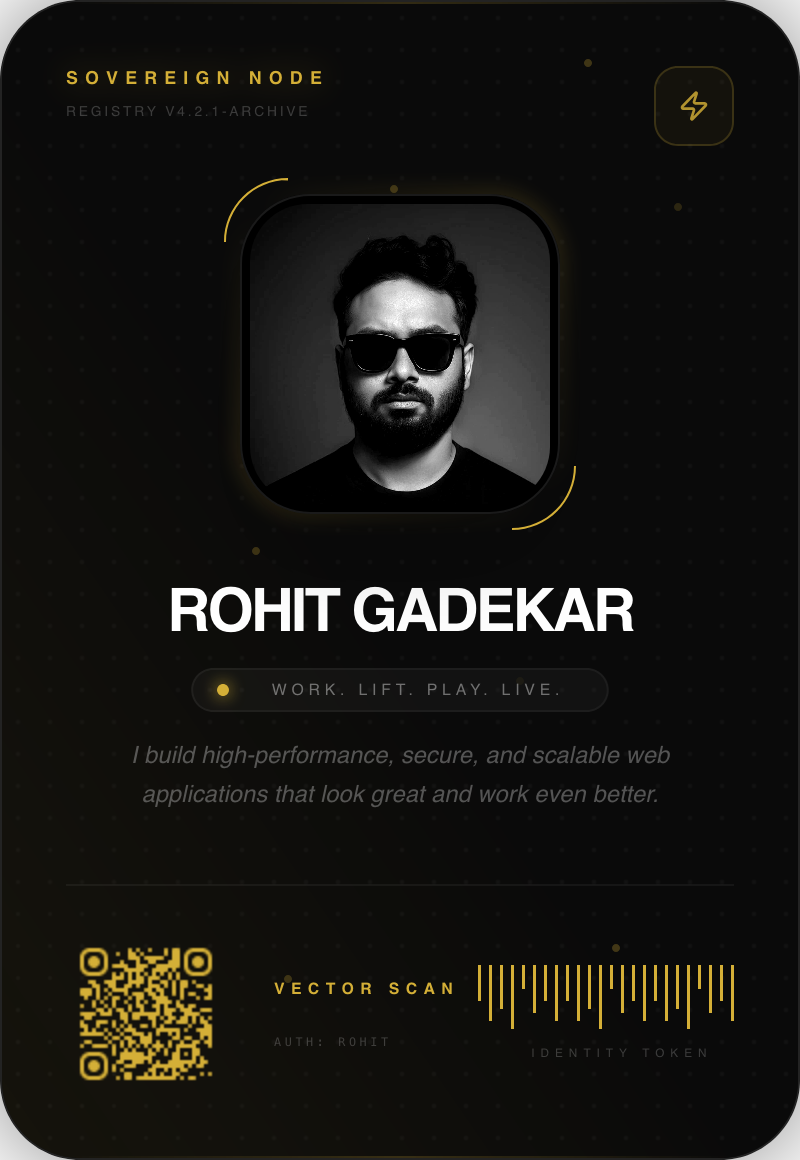 SOVEREIGN NODE
REGISTRY V4.2.1-ARCHIVE
ROHIT GADEKAR
WORK. LIFT. PLAY. LIVE.
I build high-performance, secure, and scalable web
applications that look great and work even better.
VECTOR SCAN
AUTH: ROHIT
IDENTITY TOKEN